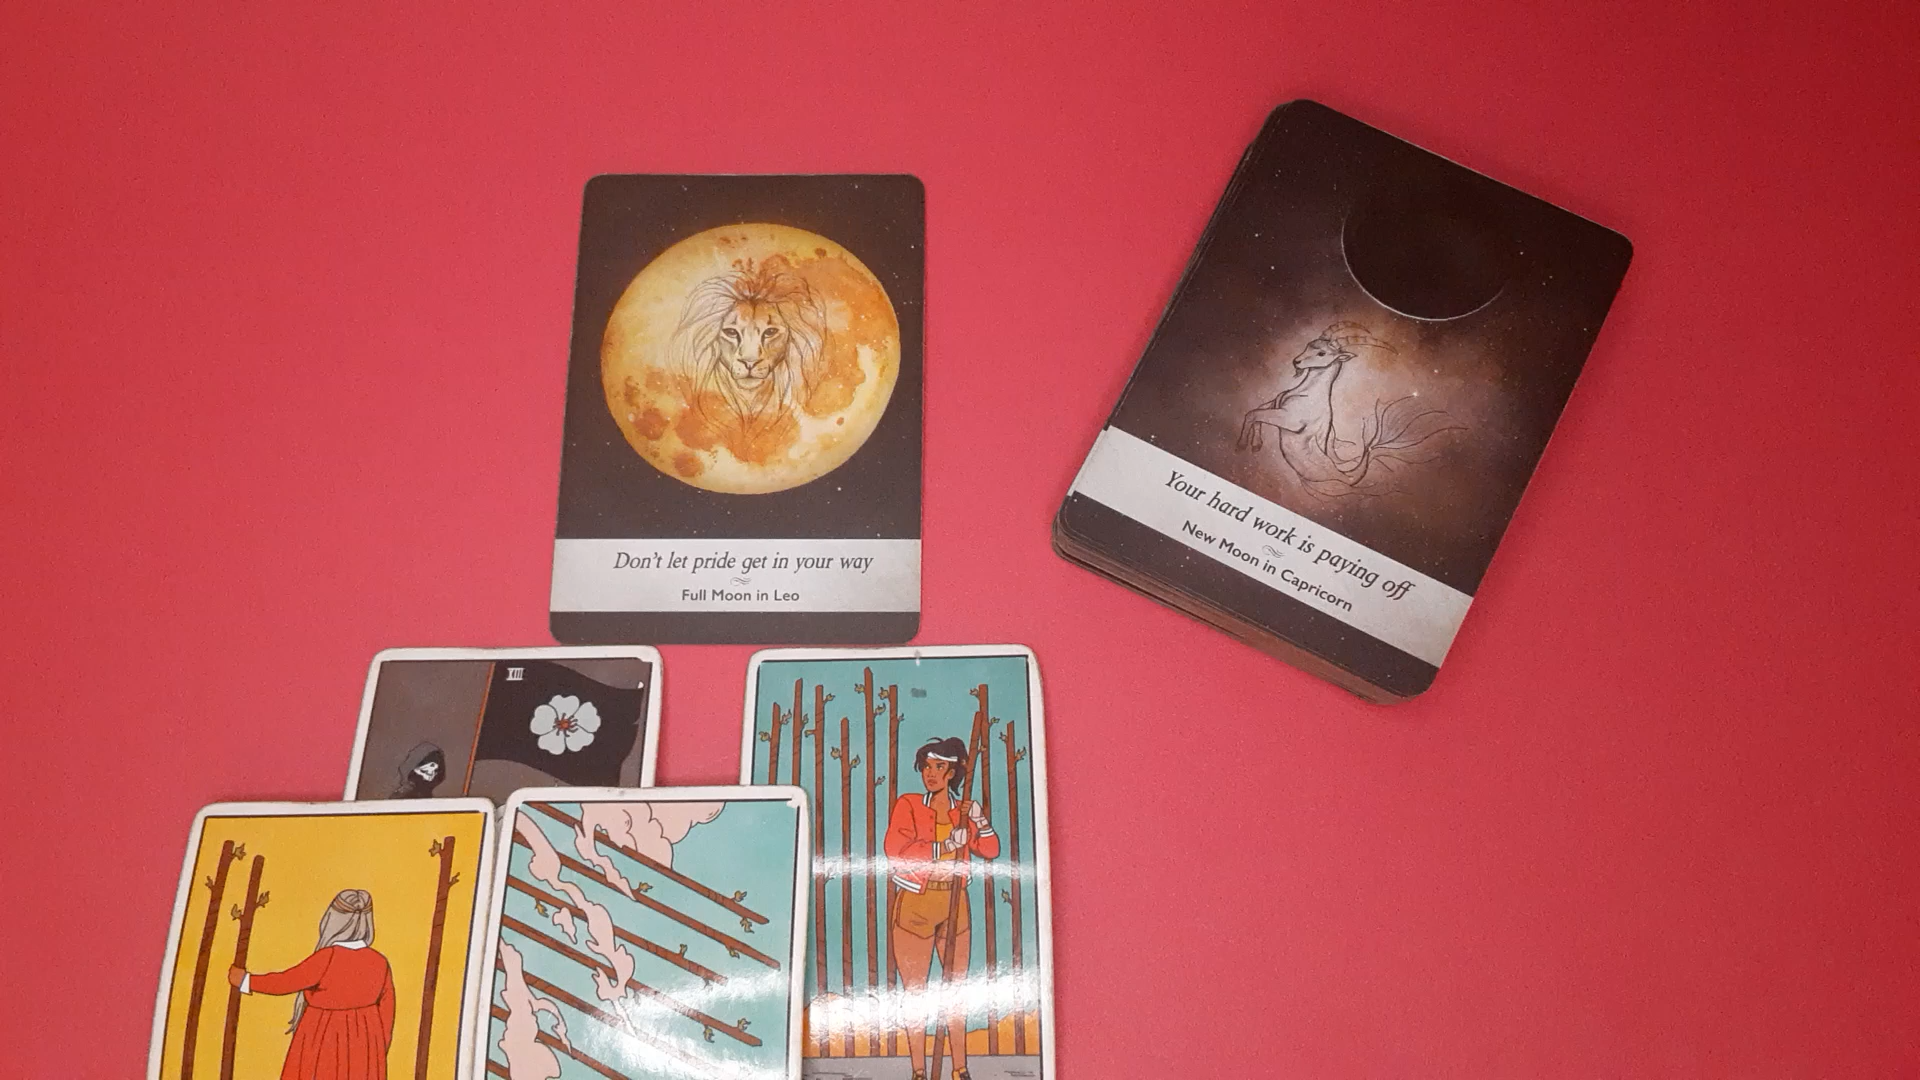 Don't let pride get in your way
Full Moon in Leo
Your hard work is paying off
New Moon in Capricorn
XIII